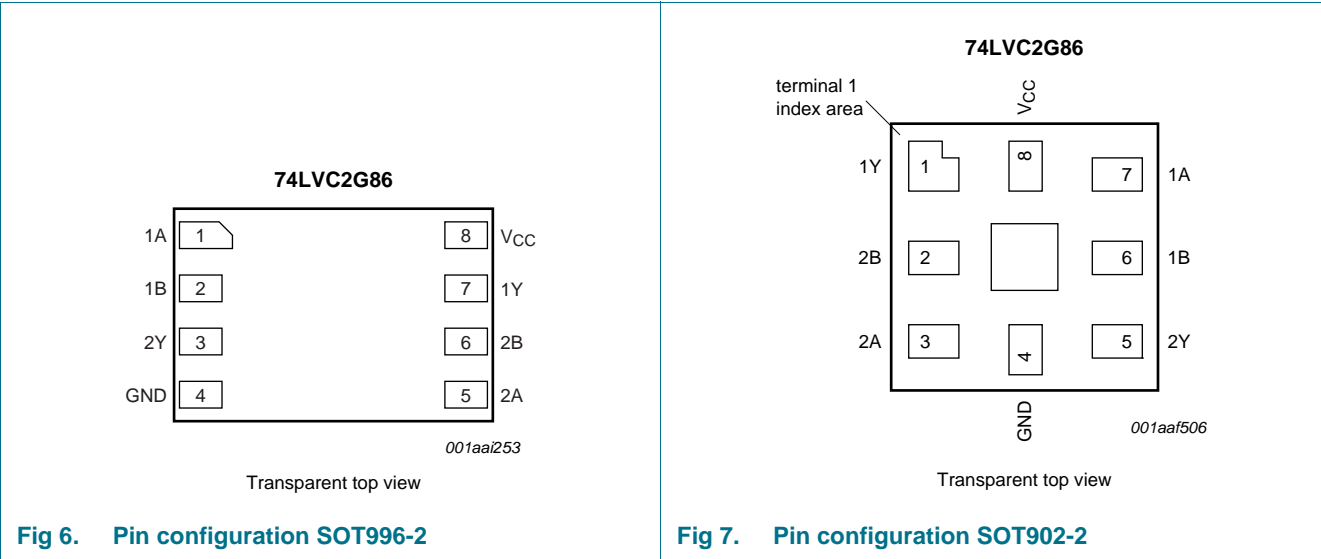 74LVC2G86
1A 1 8 VCC
1B 2 7 1Y
2Y 3 6 2B
GND 4 5 2A
001aai253
Transparent top view
Fig 6. Pin configuration SOT996-2
74LVC2G86
terminal 1
index area
VCC
1Y 1 8 7 1A
2B 2 6 1B
2A 3 4 5 2Y
GND
001aaf506
Transparent top view
Fig 7. Pin configuration SOT902-2